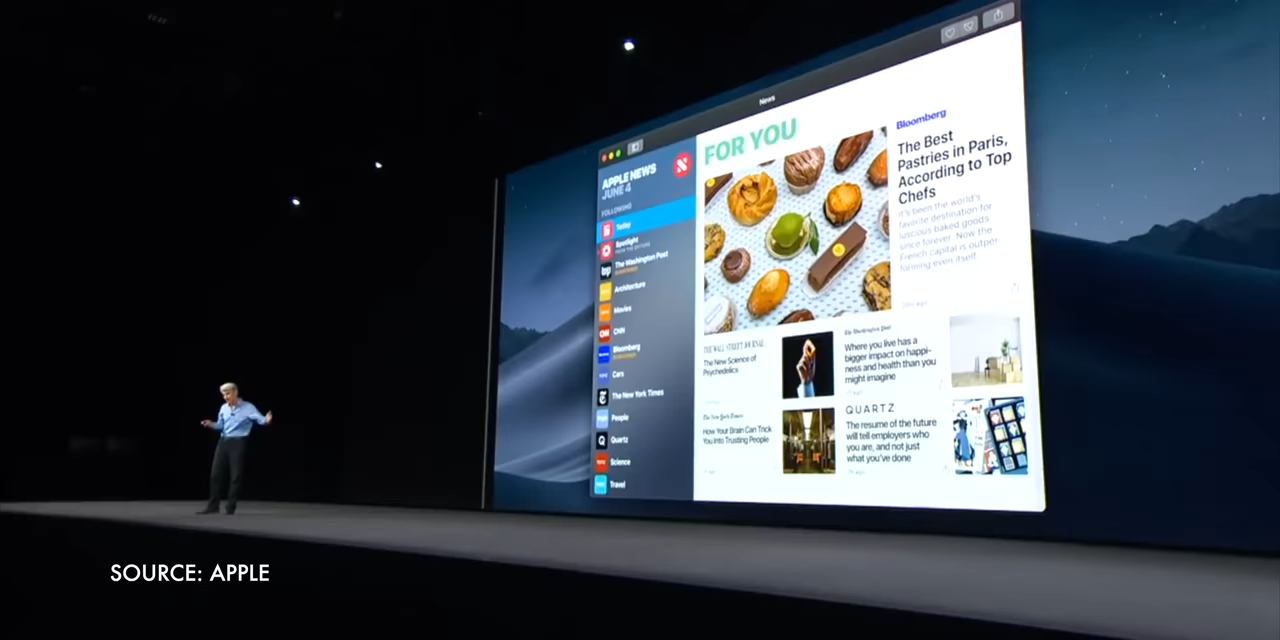 News
APPLE NEWS
JUNE 4
FOLLOWING
Today
Spotlight
FROM THE EDITORS
The Washington Post
Architecture
Movies
CNN
Bloomberg
Cars
The New York Times
People
Quartz
Science
Travel
FOR YOU
Bloomberg
The Best
Pastries in Paris,
According to Top
Chefs
It's been the world's
favorite destination for
luscious baked goods
since forever. Now the
French capital is outper-
forming even itself.
THE WALL STREET JOURNAL
The New Science of
Psychedelics
The Washington Post
Where you live has a
bigger impact on happi-
ness and health than you
might imagine
The New York Times
How Your Brain Can Trick
You Into Trusting People
QUARTZ
The resume of the future
will tell employers who
you are, and not just
what you've done
SOURCE: APPLE